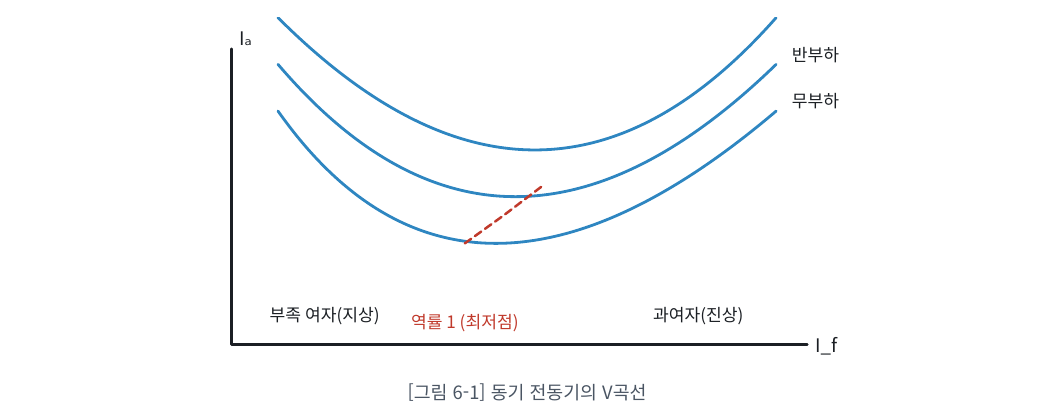 Iₐ
반부하
무부하
부족 여자(지상)
역률 1 (최저점)
과여자(진상)
I_f
[그림 6-1] 동기 전동기의 V곡선